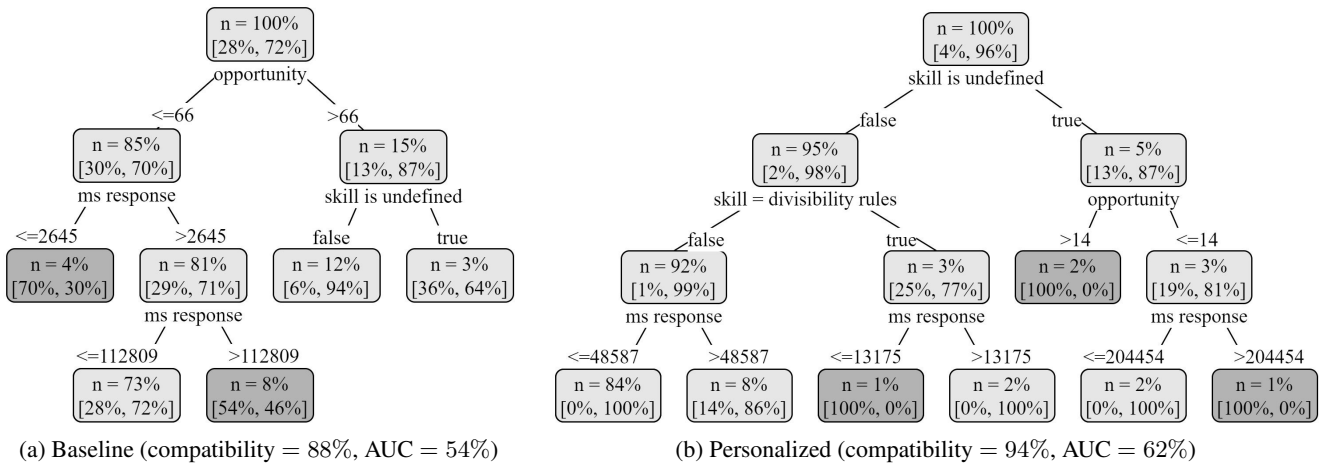 n = 100%
[28%, 72%]
opportunity
<=66
>66
n = 85%
[30%, 70%]
ms response
n = 15%
[13%, 87%]
skill is undefined
<=2645
>2645
false
true
n = 4%
[70%, 30%]
n = 81%
[29%, 71%]
ms response
n = 12%
[6%, 94%]
n = 3%
[36%, 64%]
<=112809
>112809
n = 73%
[28%, 72%]
n = 8%
[54%, 46%]
(a) Baseline (compatibility = 88%, AUC = 54%)
n = 100%
[4%, 96%]
skill is undefined
false
true
n = 95%
[2%, 98%]
skill = divisibility rules
n = 5%
[13%, 87%]
opportunity
false
true
>14
<=14
n = 92%
[1%, 99%]
ms response
n = 3%
[25%, 77%]
ms response
n = 2%
[100%, 0%]
n = 3%
[19%, 81%]
ms response
<=48587
>48587
<=13175
>13175
<=204454
>204454
n = 84%
[0%, 100%]
n = 8%
[14%, 86%]
n = 1%
[100%, 0%]
n = 2%
[0%, 100%]
n = 2%
[0%, 100%]
n = 1%
[100%, 0%]
(b) Personalized (compatibility = 94%, AUC = 62%)